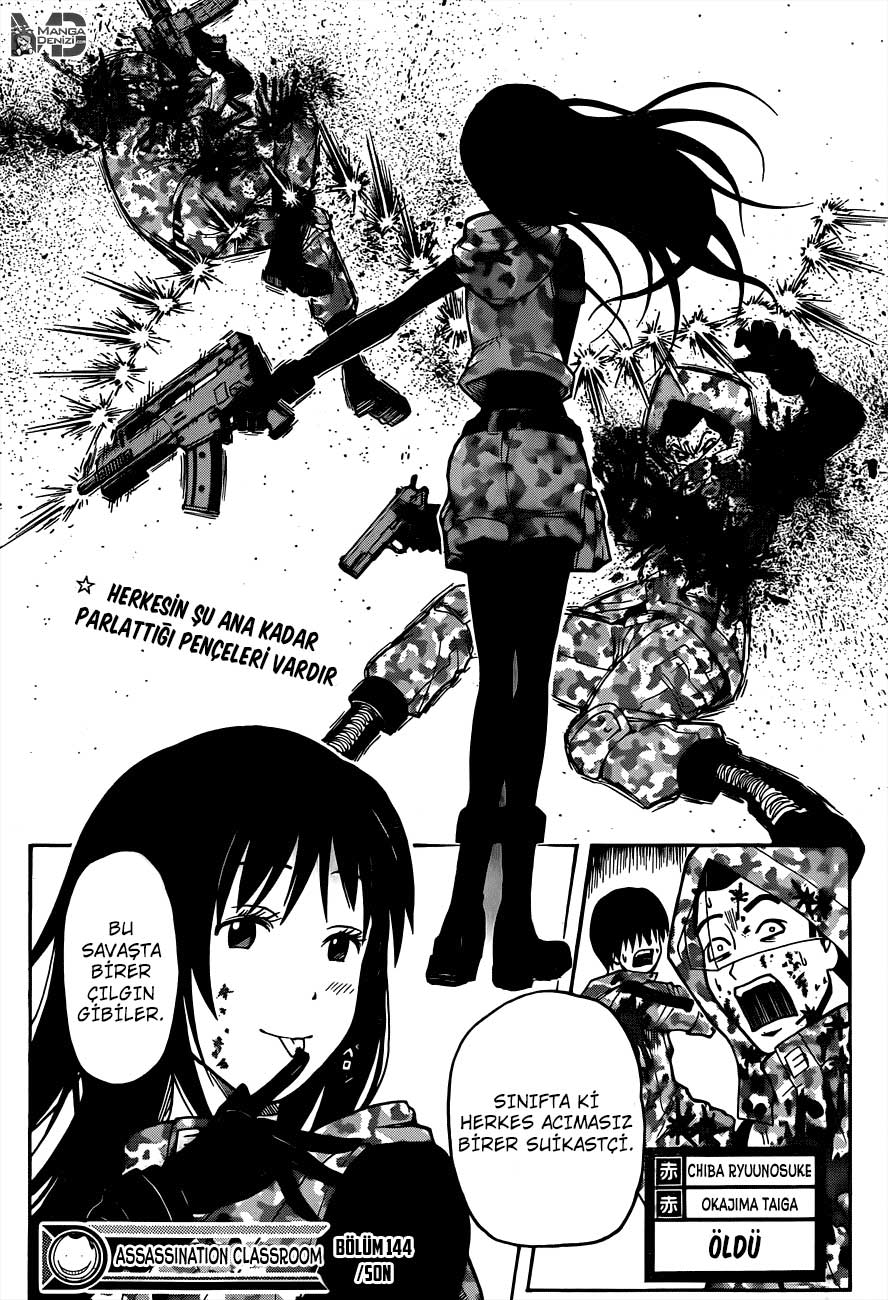 MANGA
DENİZİ
☆ HERKESİN ŞU ANA KADAR
PARLATTIĞI PENÇELERİ VARDIR
BU
SAVAŞTA
BİRER
ÇILGIN
GİBİLER.
SINIFTA Kİ
HERKES ACIMASIZ
BİRER SUİKASTÇİ.
赤 CHIBA RYUUNOSUKE
赤 OKAJIMA TAIGA
ÖLDÜ
ASSASSINATION CLASSROOM
BÖLÜM 144
/SON